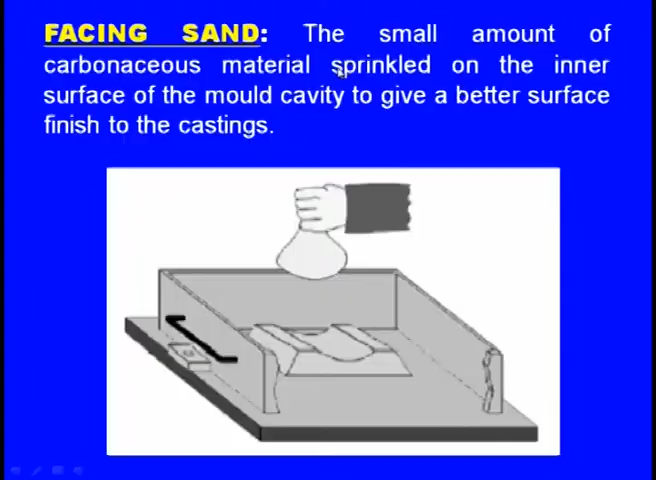 FACING SAND: The small amount of
carbonaceous material sprinkled on the inner
surface of the mould cavity to give a better surface
finish to the castings.